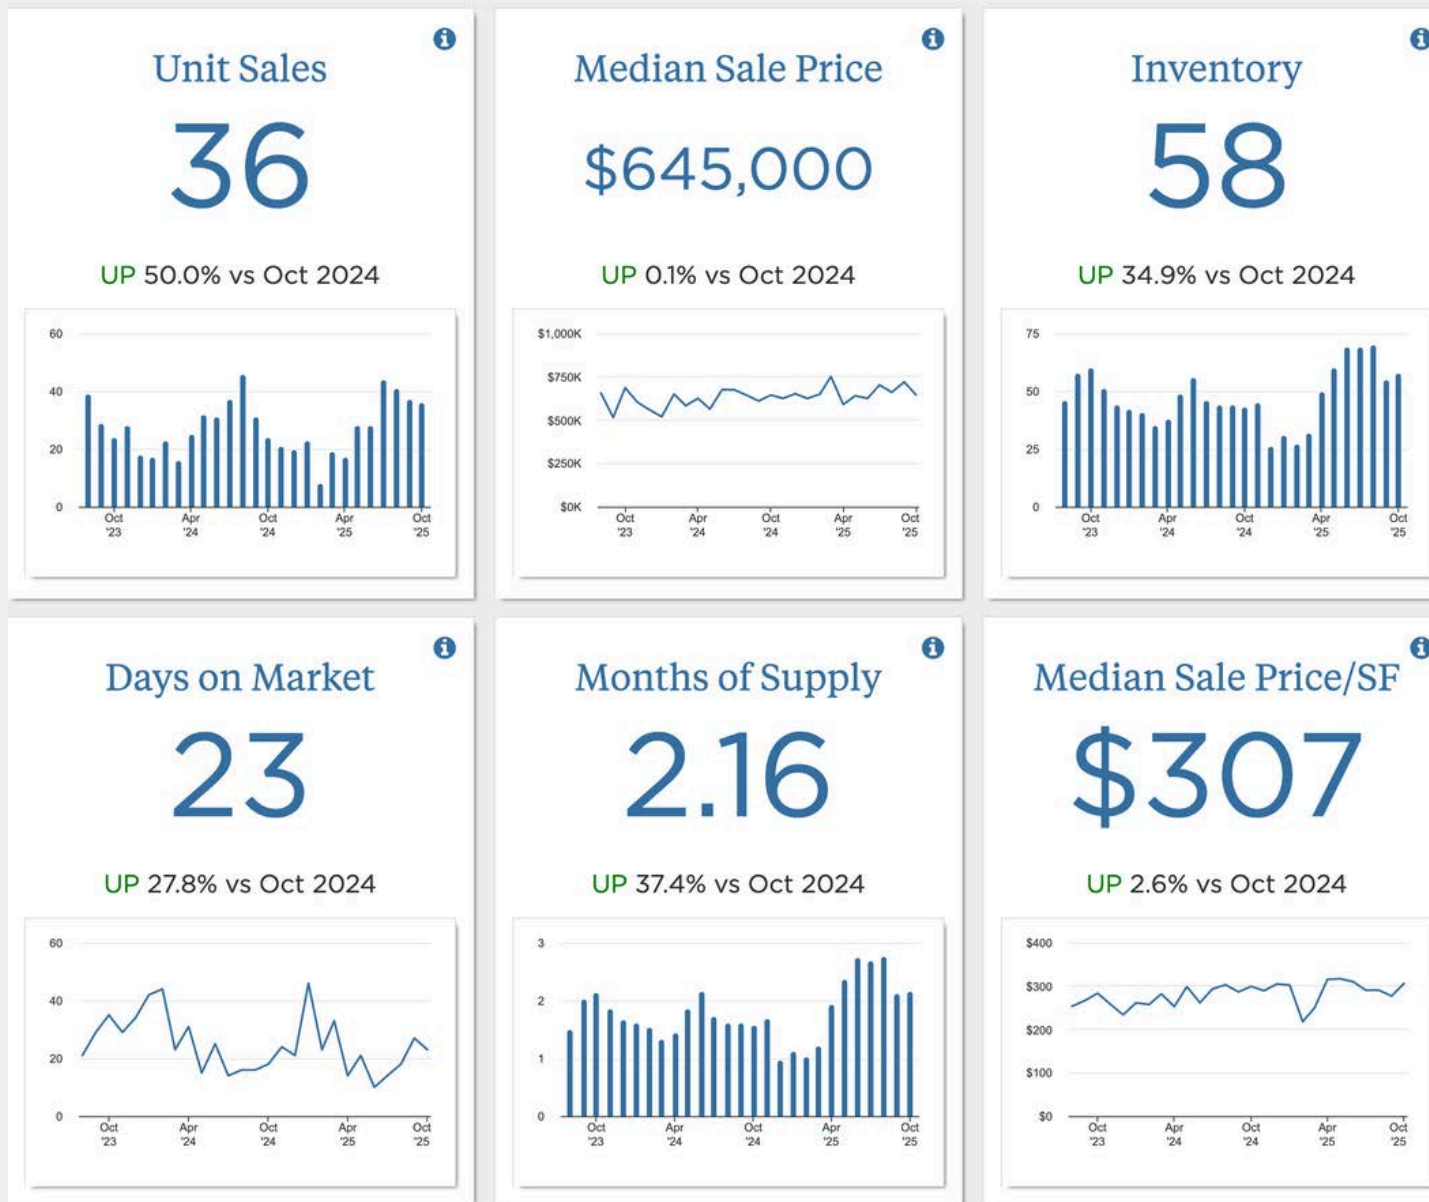 Unit Sales
36
UP 50.0% vs Oct 2024
60
40
20
0
Oct '23
Apr '24
Oct '24
Apr '25
Oct '25
Median Sale Price
$645,000
UP 0.1% vs Oct 2024
$1,000K
$750K
$500K
$250K
$0K
Oct '23
Apr '24
Oct '24
Apr '25
Oct '25
Inventory
58
UP 34.9% vs Oct 2024
75
50
25
0
Oct '23
Apr '24
Oct '24
Apr '25
Oct '25
Days on Market
23
UP 27.8% vs Oct 2024
60
40
20
0
Oct '23
Apr '24
Oct '24
Apr '25
Oct '25
Months of Supply
2.16
UP 37.4% vs Oct 2024
3
2
1
0
Oct '23
Apr '24
Oct '24
Apr '25
Oct '25
Median Sale Price/SF
$307
UP 2.6% vs Oct 2024
$400
$300
$200
$100
$0
Oct '23
Apr '24
Oct '24
Apr '25
Oct '25